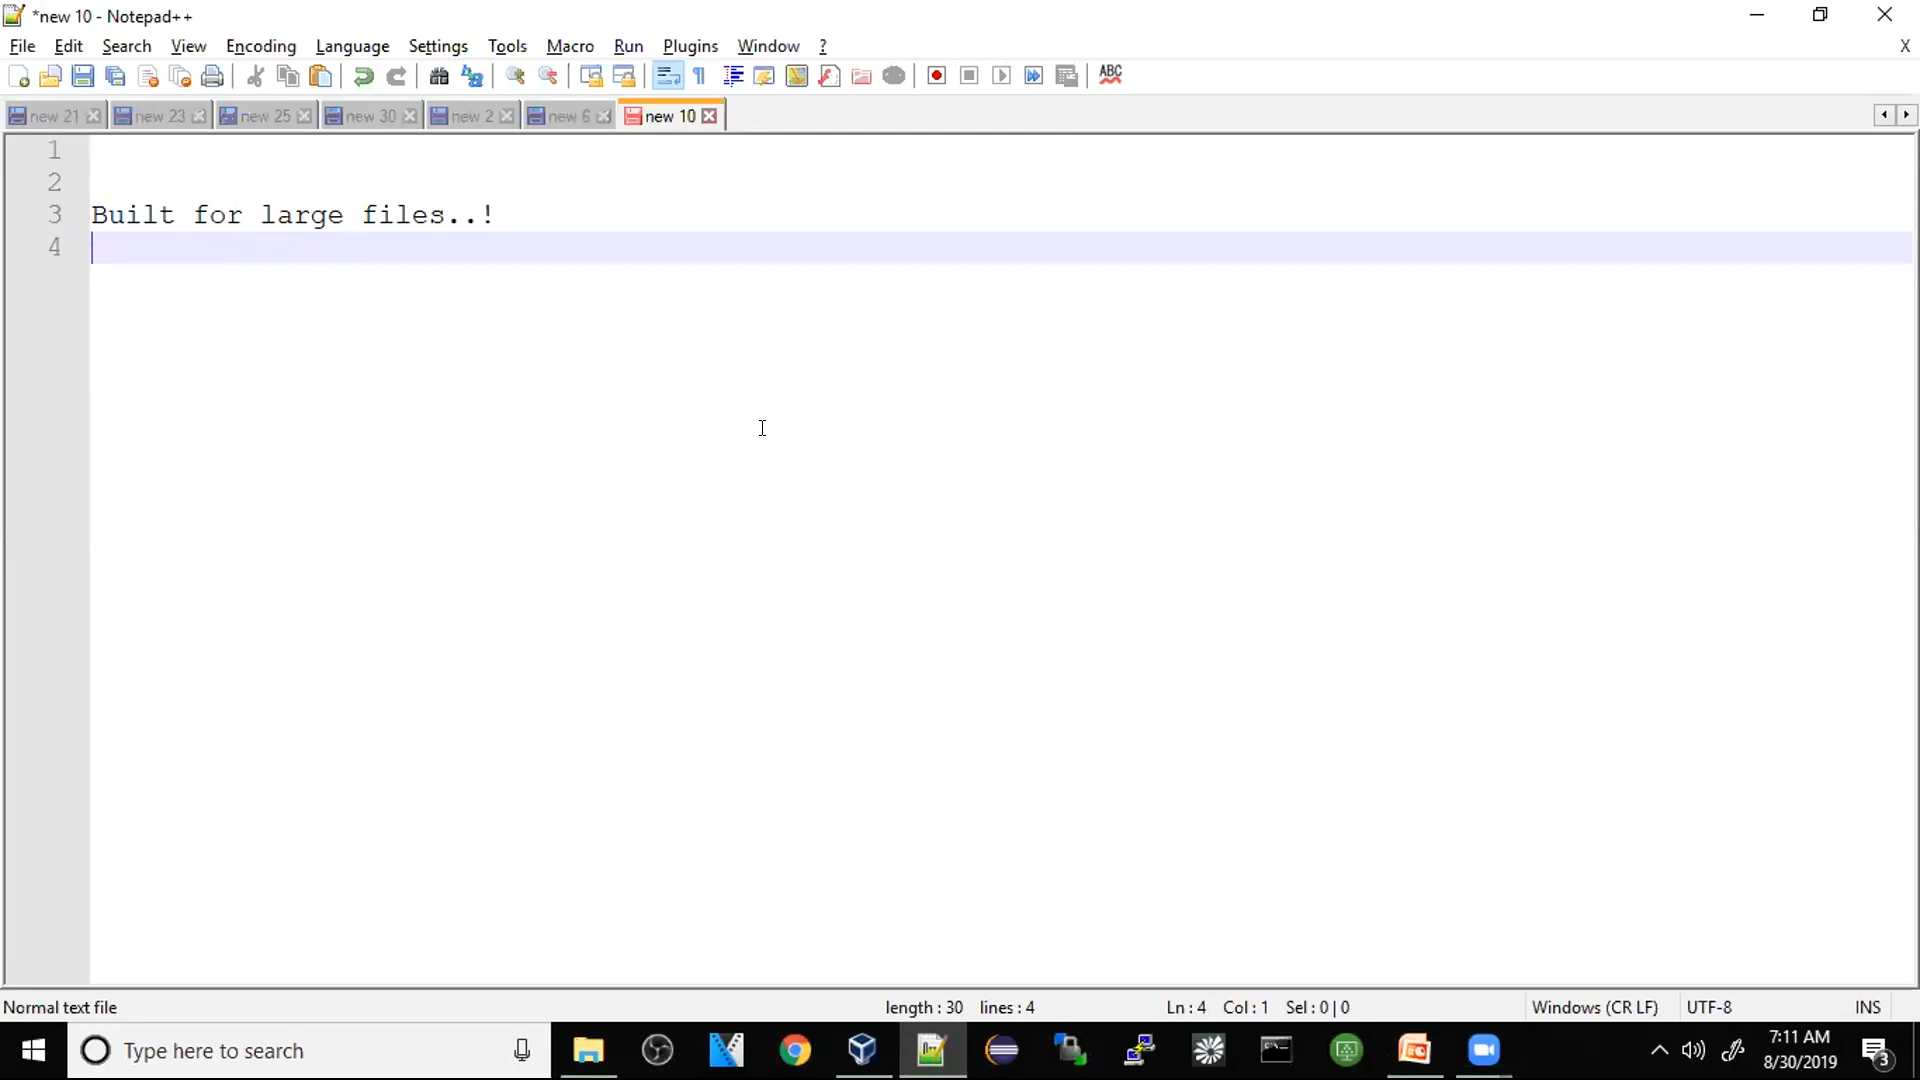 *new 10 - Notepad++
File Edit Search View Encoding Language Settings Tools Macro Run Plugins Window ? X
ABC
new 21 new 23 new 25 new 30 new 2 new 6 new 10
1
2
3 Built for large files..!
4
Normal text file length : 30 lines : 4 Ln : 4 Col : 1 Sel : 0 | 0 Windows (CR LF) UTF-8 INS
Type here to search
7:11 AM
8/30/2019
3